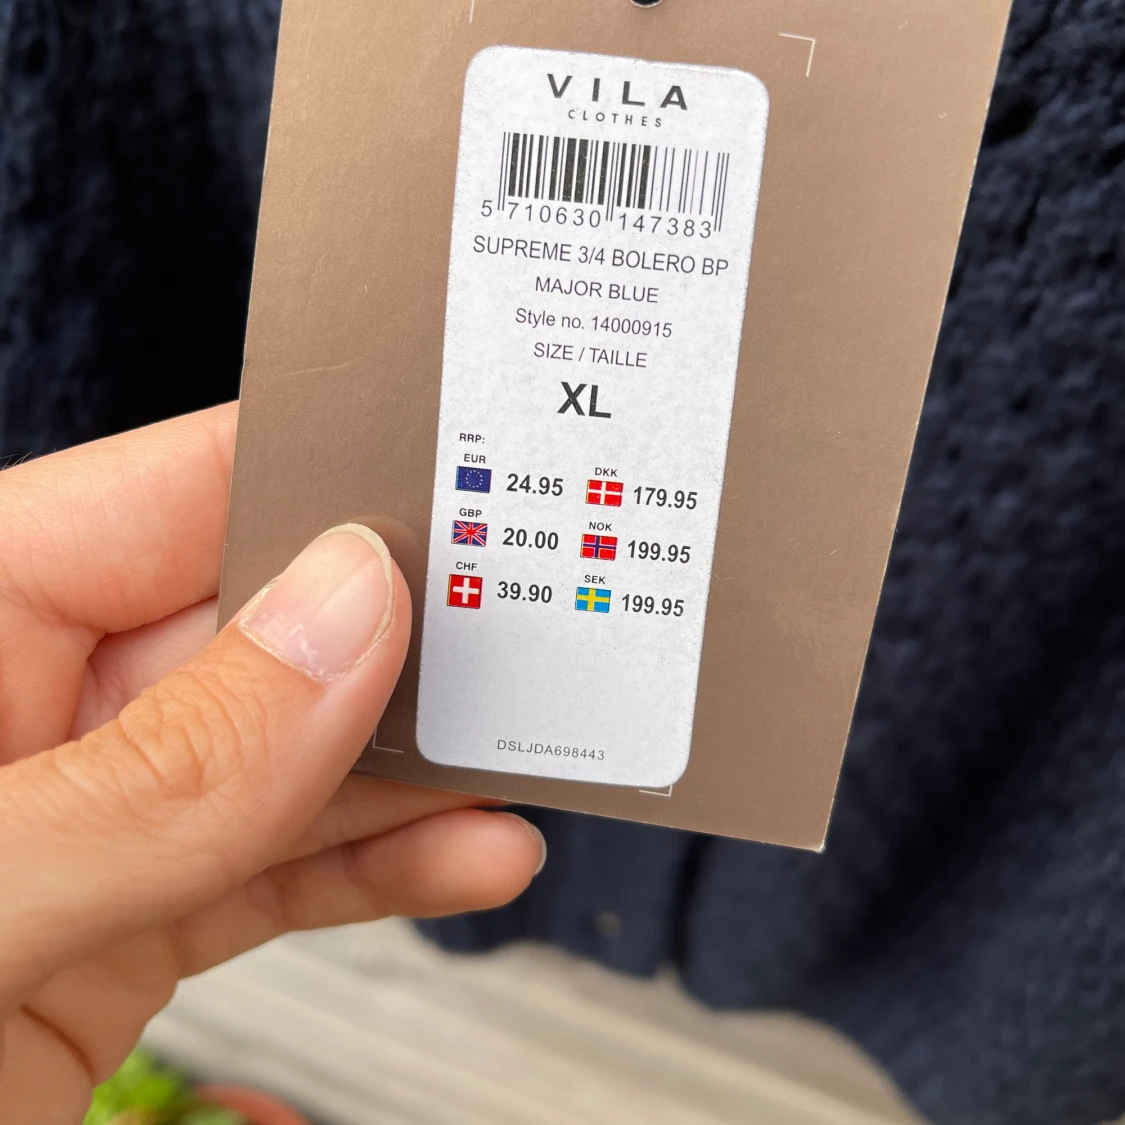 VILA
CLOTHES
5 710630 147383
SUPREME 3/4 BOLERO BP
MAJOR BLUE
Style no. 14000915
SIZE / TAILLE
XL
RRP:
EUR 24.95 DKK 179.95
GBP 20.00 NOK 199.95
CHF 39.90 SEK 199.95
DSLJDA698443